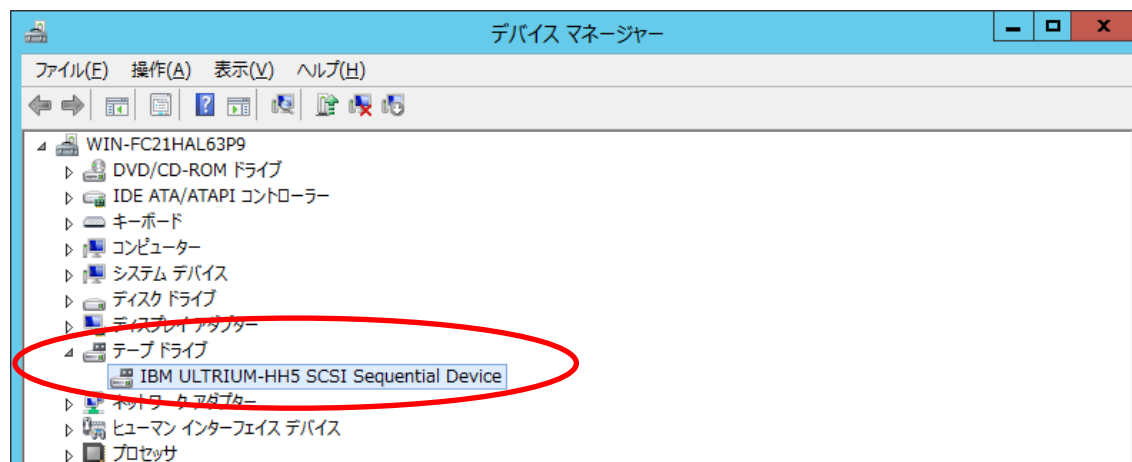 デバイス マネージャー
ファイル(F) 操作(A) 表示(V) ヘルプ(H)
WIN-FC21HAL63P9
DVD/CD-ROM ドライブ
IDE ATA/ATAPI コントローラー
キーボード
コンピューター
システム デバイス
ディスク ドライブ
ディスプレイ アダプター
テープ ドライブ
IBM ULTRIUM-HH5 SCSI Sequential Device
ネットワーク アダプター
ヒューマン インターフェイス デバイス
プロセッサ